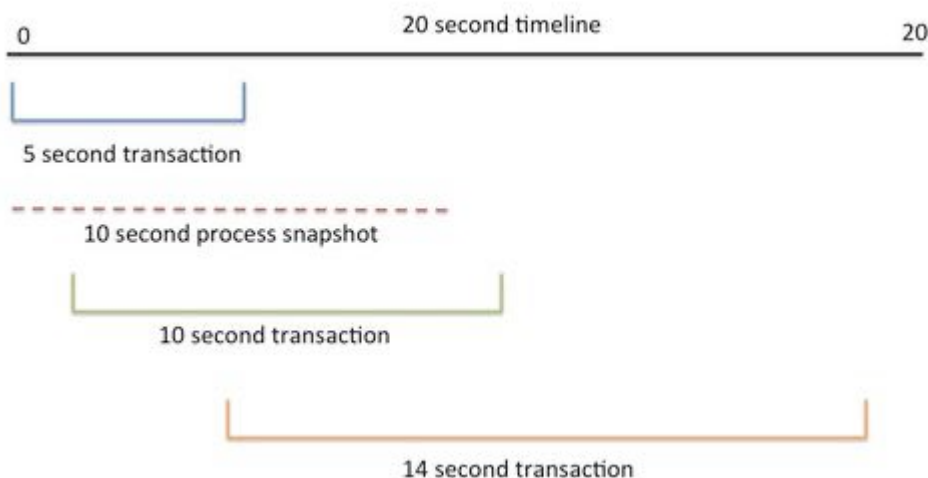 20 second timeline
0
20
5 second transaction
10 second process snapshot
10 second transaction
14 second transaction